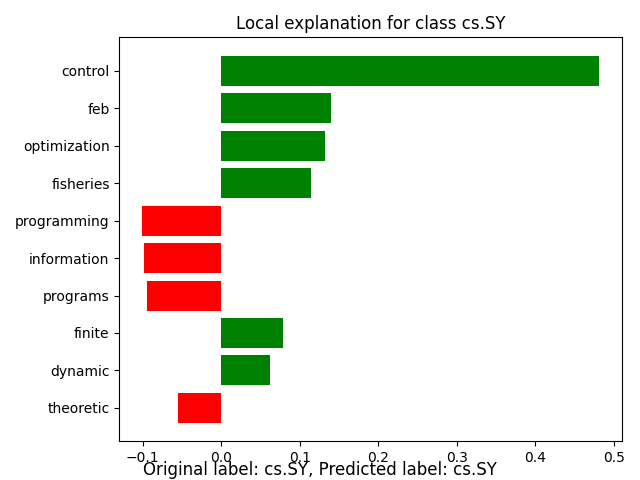 Local explanation for class cs.SY
control
feb
optimization
fisheries
programming
information
programs
finite
dynamic
theoretic
−0.1 0.0 0.1 0.2 0.3 0.4 0.5
Original label: cs.SY, Predicted label: cs.SY